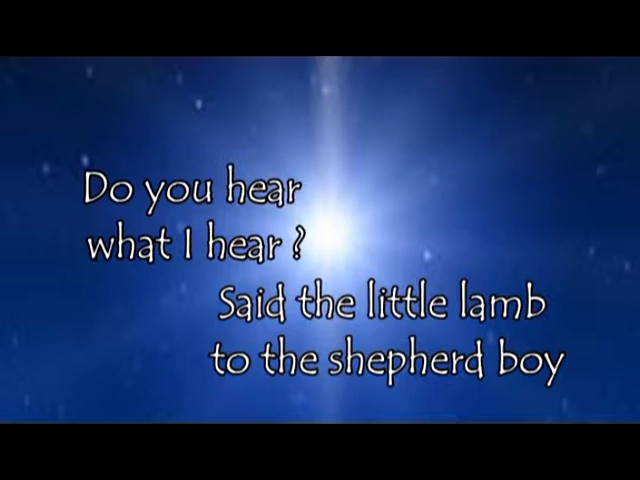 Do you hear
what I hear ?
Said the little lamb
to the shepherd boy